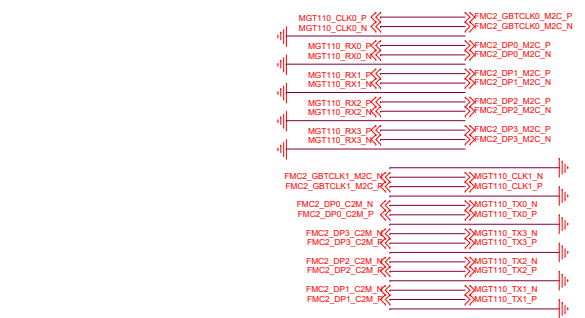 MGT110_CLK0_P FMC2_GBTCLK0_M2C_P
MGT110_CLK0_N FMC2_GBTCLK0_M2C_N
MGT110_RX0_P FMC2_DP0_M2C_P
MGT110_RX0_N FMC2_DP0_M2C_N
MGT110_RX1_P FMC2_DP1_M2C_P
MGT110_RX1_N FMC2_DP1_M2C_N
MGT110_RX2_P FMC2_DP2_M2C_P
MGT110_RX2_N FMC2_DP2_M2C_N
MGT110_RX3_P FMC2_DP3_M2C_P
MGT110_RX3_N FMC2_DP3_M2C_N
FMC2_GBTCLK1_M2C_N MGT110_CLK1_N
FMC2_GBTCLK1_M2C_P MGT110_CLK1_P
FMC2_DP0_C2M_N MGT110_TX0_N
FMC2_DP0_C2M_P MGT110_TX0_P
FMC2_DP3_C2M_N MGT110_TX3_N
FMC2_DP3_C2M_P MGT110_TX3_P
FMC2_DP2_C2M_N MGT110_TX2_N
FMC2_DP2_C2M_P MGT110_TX2_P
FMC2_DP1_C2M_N MGT110_TX1_N
FMC2_DP1_C2M_P MGT110_TX1_P